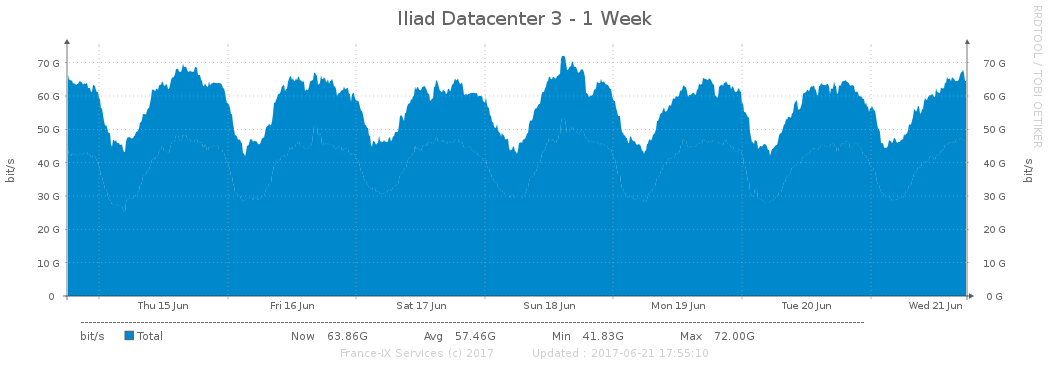 Iliad Datacenter 3 - 1 Week
RRDTOOL / TOBI OETIKER
70 G 70 G
60 G 60 G
50 G 50 G
40 G 40 G
30 G 30 G
20 G 20 G
10 G 10 G
0 0 G
bit/s bit/s
Thu 15 Jun Fri 16 Jun Sat 17 Jun Sun 18 Jun Mon 19 Jun Tue 20 Jun Wed 21 Jun
bit/s Total Now 63.86G Avg 57.46G Min 41.83G Max 72.00G
France-IX Services (c) 2017 Updated : 2017-06-21 17:55:10